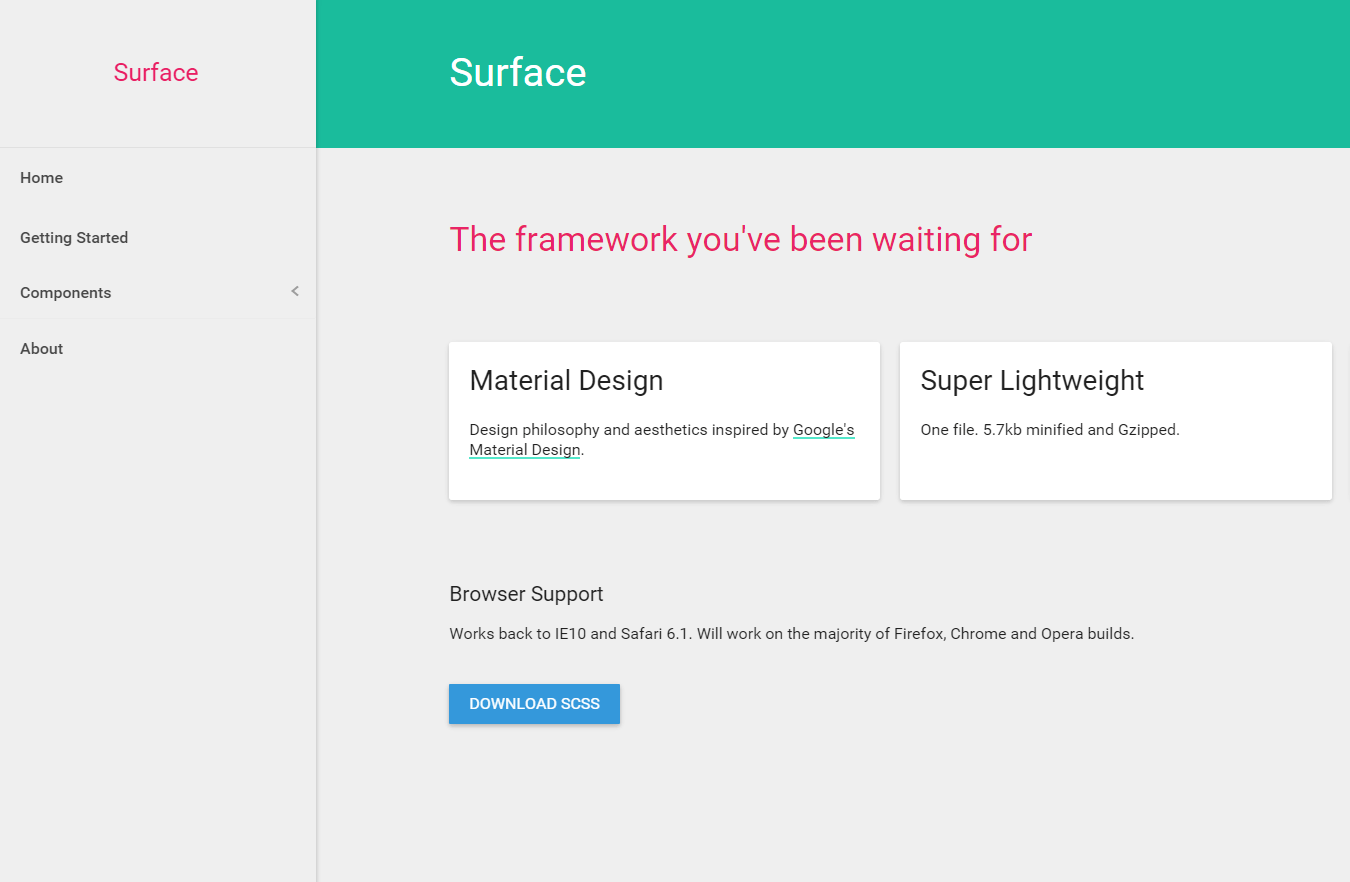 Surface
Home
Getting Started
Components
About
Surface
The framework you've been waiting for
Material Design
Design philosophy and aesthetics inspired by Google's
Material Design.
Super Lightweight
One file. 5.7kb minified and Gzipped.
Browser Support
Works back to IE10 and Safari 6.1. Will work on the majority of Firefox, Chrome and Opera builds.
DOWNLOAD SCSS